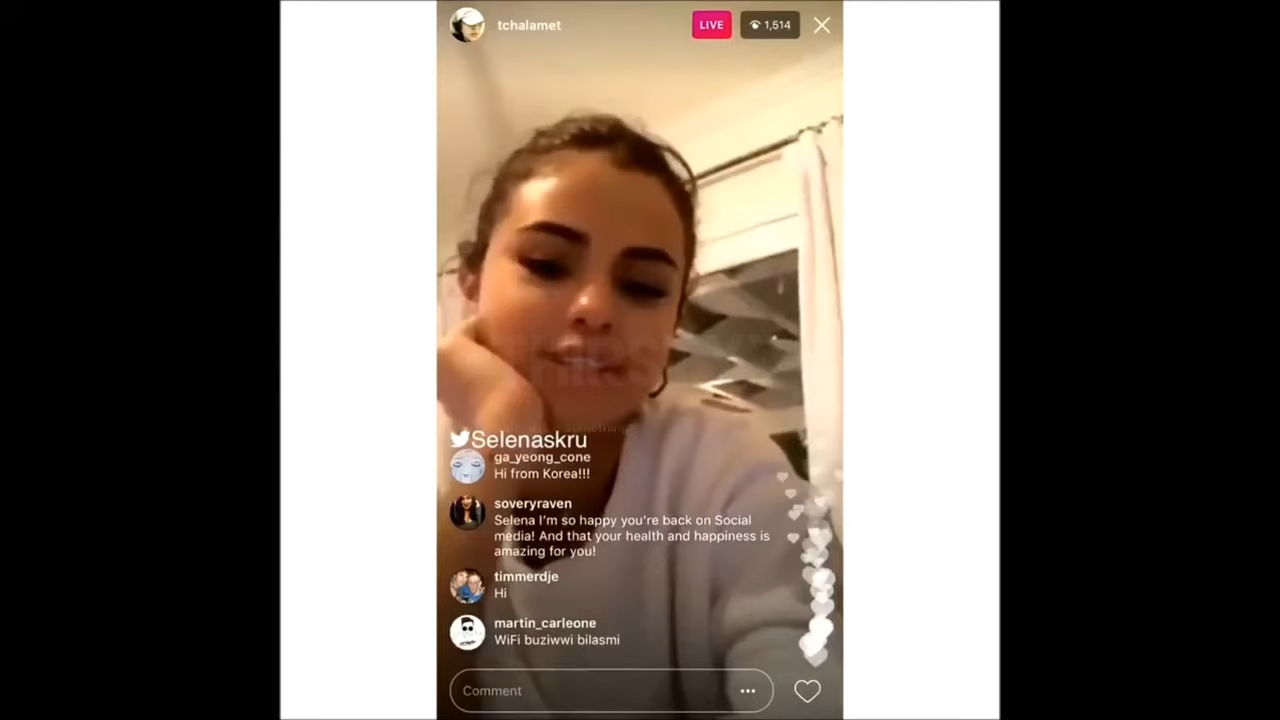 tchalamet
LIVE
1,514
something
Selenaskru
ga_yeong_cone
Hi from Korea!!!
soveryraven
Selena I'm so happy you're back on Social
media! And that your health and happiness is
amazing for you!
timmerdje
Hi
martin_carleone
WiFi buziwwi bilasmi
Comment